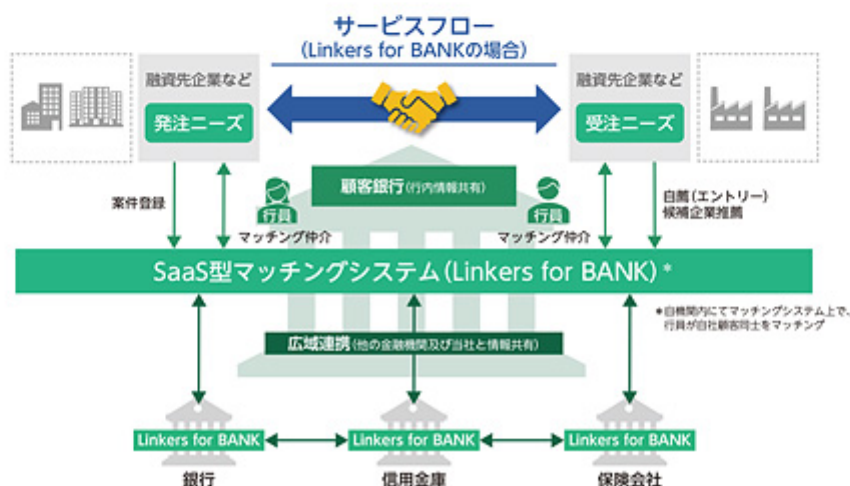 サービスフロー
(Linkers for BANKの場合)
融資先企業など
発注ニーズ
融資先企業など
受注ニーズ
案件登録
行員
マッチング仲介
顧客銀行(行内情報共有)
行員
マッチング仲介
自薦(エントリー)
候補企業推薦
SaaS型マッチングシステム(Linkers for BANK)*
*自機関内にてマッチングシステム上で、
行員が自社顧客同士をマッチング
広域連携(他の金融機関及び当社と情報共有)
Linkers for BANK
Linkers for BANK
Linkers for BANK
銀行
信用金庫
保険会社